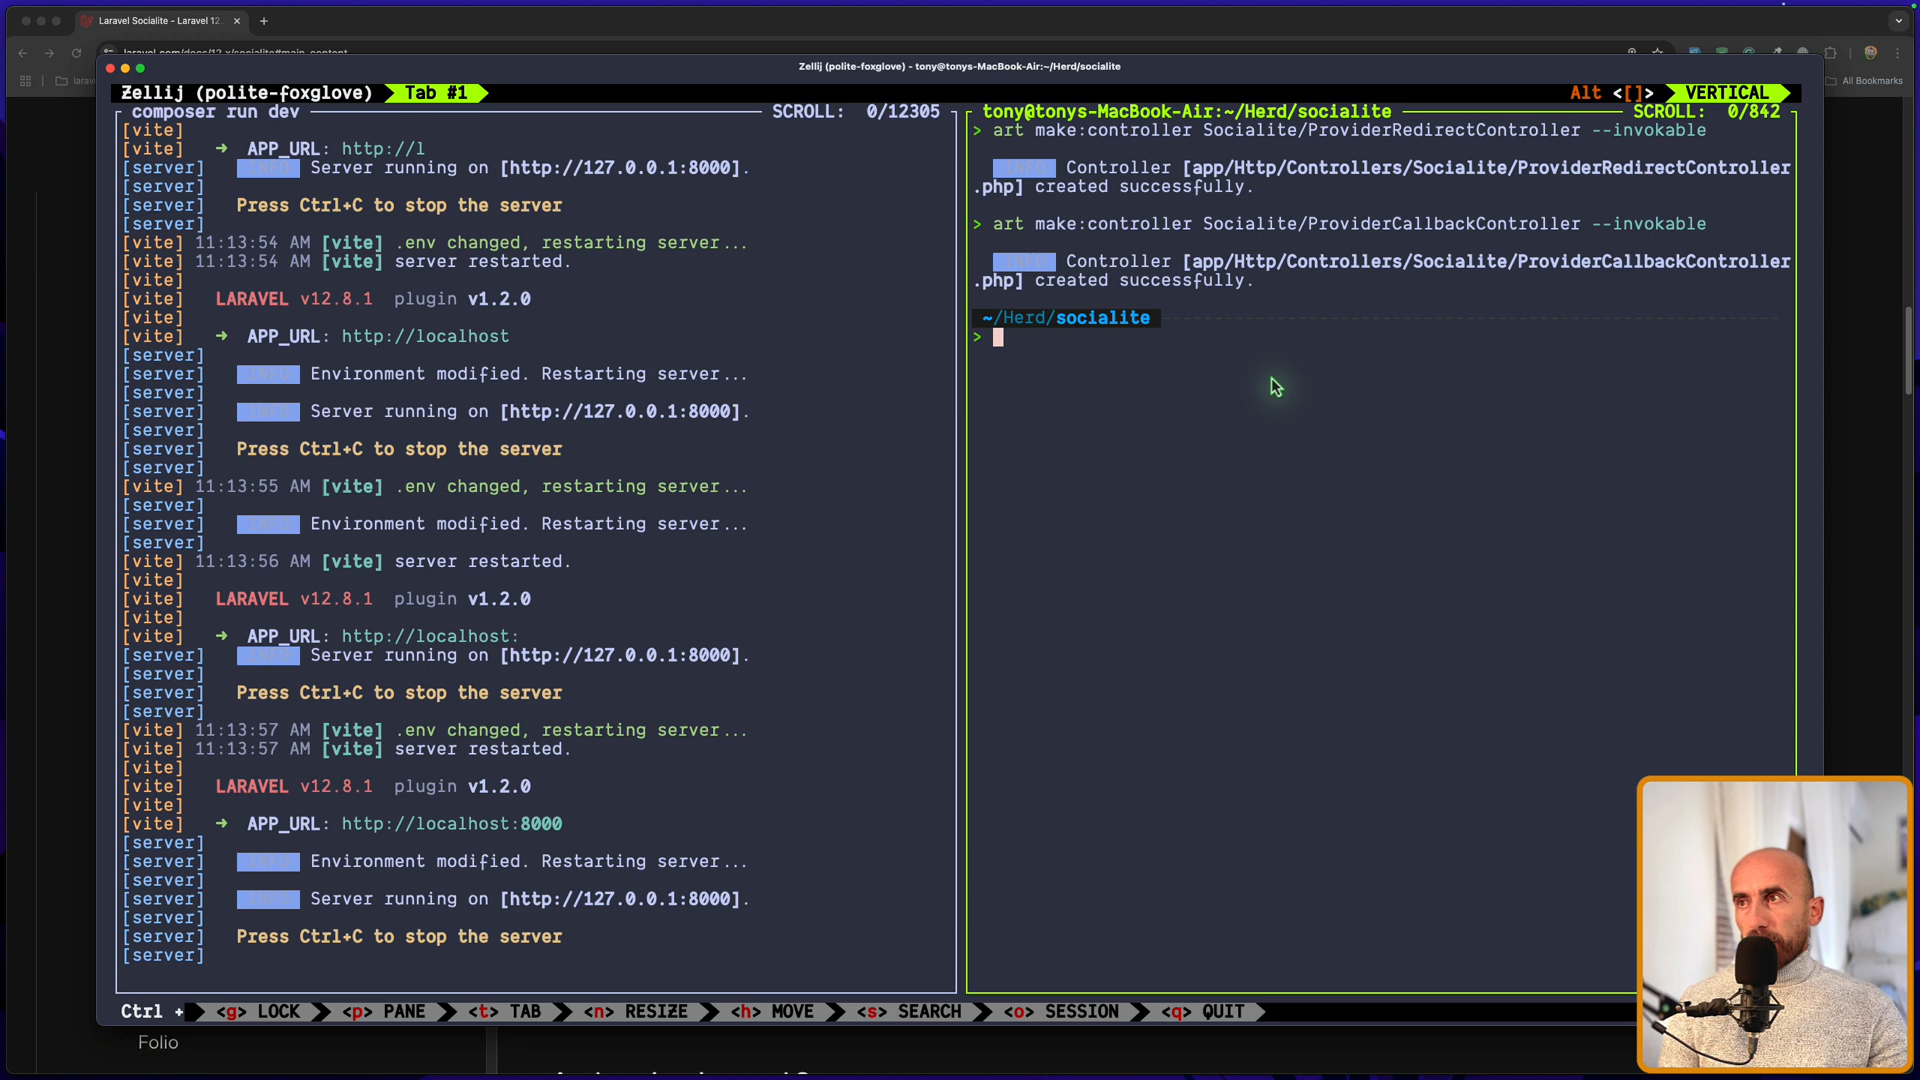 Laravel Socialite - Laravel 12.
laravel.com/docs/12.x/socialite#main-content
All Bookmarks
Zellij (polite-foxglove) - tony@tonys-MacBook-Air:~/Herd/socialite
Zellij (polite-foxglove) Tab #1
Alt <[]> VERTICAL
composer run dev SCROLL: 0/12305
[vite]
[vite] ➜ APP_URL: http://l
[server] Server running on [http://127.0.0.1:8000].
[server]
[server] Press Ctrl+C to stop the server
[server]
[vite] 11:13:54 AM [vite] .env changed, restarting server...
[vite] 11:13:54 AM [vite] server restarted.
[vite]
[vite] LARAVEL v12.8.1 plugin v1.2.0
[vite]
[vite] ➜ APP_URL: http://localhost
[server]
[server] Environment modified. Restarting server...
[server]
[server] Server running on [http://127.0.0.1:8000].
[server]
[server] Press Ctrl+C to stop the server
[server]
[vite] 11:13:55 AM [vite] .env changed, restarting server...
[server]
[server] Environment modified. Restarting server...
[server]
[vite] 11:13:56 AM [vite] server restarted.
[vite]
[vite] LARAVEL v12.8.1 plugin v1.2.0
[vite]
[vite] ➜ APP_URL: http://localhost:
[server] Server running on [http://127.0.0.1:8000].
[server]
[server] Press Ctrl+C to stop the server
[server]
[vite] 11:13:57 AM [vite] .env changed, restarting server...
[vite] 11:13:57 AM [vite] server restarted.
[vite]
[vite] LARAVEL v12.8.1 plugin v1.2.0
[vite]
[vite] ➜ APP_URL: http://localhost:8000
[server]
[server] Environment modified. Restarting server...
[server]
[server] Server running on [http://127.0.0.1:8000].
[server]
[server] Press Ctrl+C to stop the server
[server]
tony@tonys-MacBook-Air:~/Herd/socialite SCROLL: 0/842
> art make:controller Socialite/ProviderRedirectController --invokable
Controller [app/Http/Controllers/Socialite/ProviderRedirectController
.php] created successfully.
> art make:controller Socialite/ProviderCallbackController --invokable
Controller [app/Http/Controllers/Socialite/ProviderCallbackController
.php] created successfully.
~/Herd/socialite
>
Ctrl + <g> LOCK <p> PANE <t> TAB <n> RESIZE <h> MOVE <s> SEARCH <o> SESSION <q> QUIT
Folio